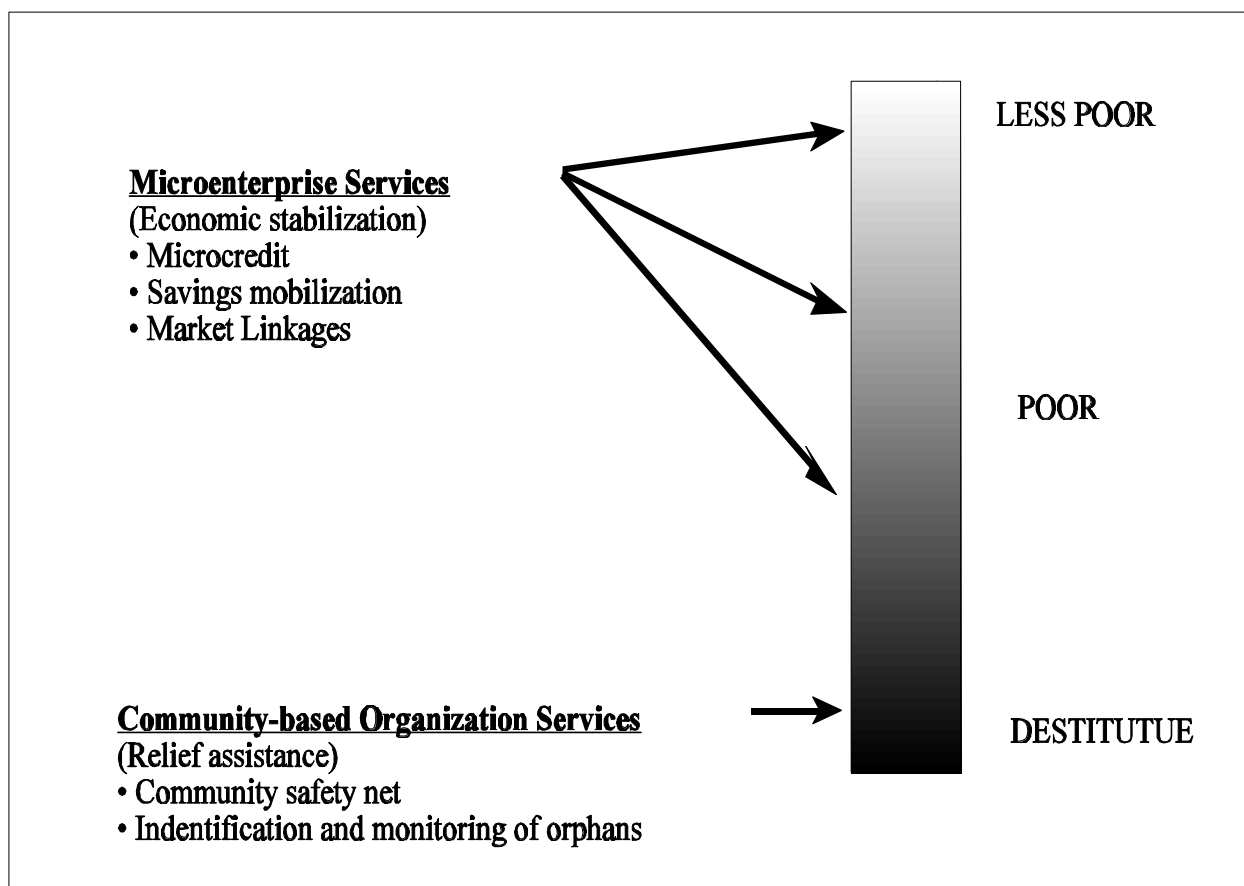 Microenterprise Services
(Economic stabilization)
• Microcredit
• Savings mobilization
• Market Linkages
LESS POOR
POOR
Community-based Organization Services
(Relief assistance)
• Community safety net
• Indentification and monitoring of orphans
DESTITUTUE